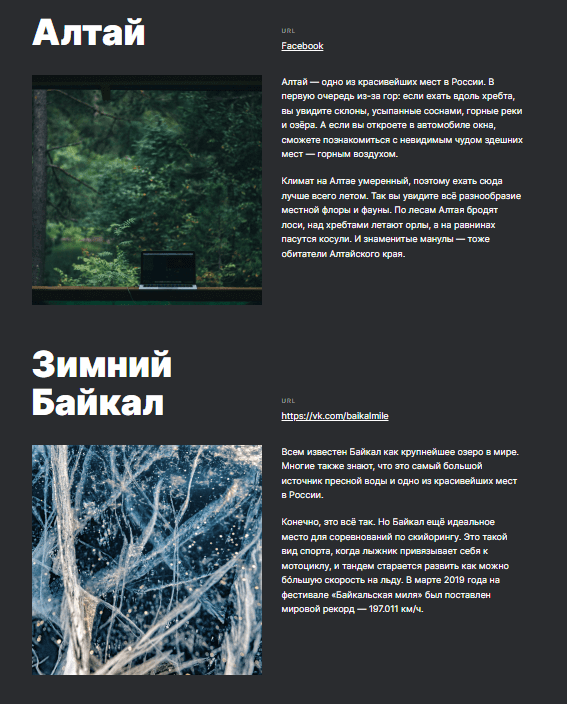 Алтай
URL
Facebook
Алтай — одно из красивейших мест в России. В
первую очередь из-за гор: если ехать вдоль хребта,
вы увидите склоны, усыпанные соснами, горные реки
и озёра. А если вы откроете в автомобиле окна,
сможете познакомиться с невидимым чудом здешних
мест — горным воздухом.
Климат на Алтае умеренный, поэтому ехать сюда
лучше всего летом. Так вы увидите всё разнообразие
местной флоры и фауны. По лесам Алтая бродят
лоси, над хребтами летают орлы, а на равнинах
пасутся косули. И знаменитые манулы — тоже
обитатели Алтайского края.
Зимний
Байкал
URL
https://vk.com/baikalmile
Всем известен Байкал как крупнейшее озеро в мире.
Многие также знают, что это самый большой
источник пресной воды и одно из красивейших мест
в России.
Конечно, это всё так. Но Байкал ещё идеальное
место для соревнований по скийорингу. Это такой
вид спорта, когда лыжник привязывает себя к
мотоциклу, и тандем старается развить как можно
бóльшую скорость на льду. В марте 2019 года на
фестивале «Байкальская миля» был поставлен
мировой рекорд — 197.011 км/ч.